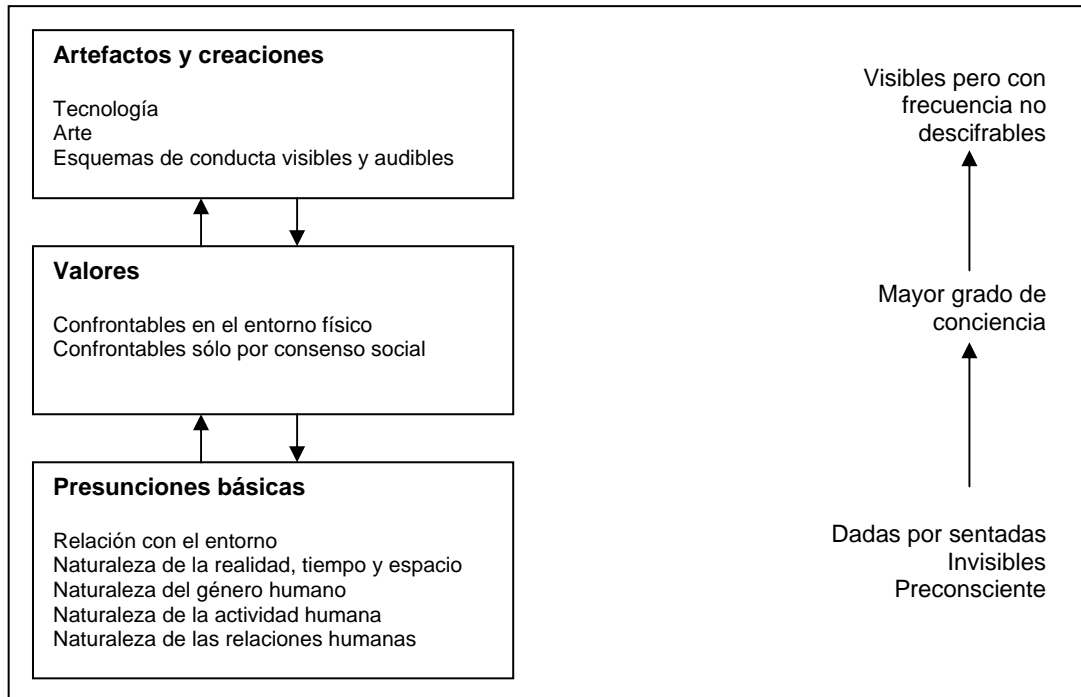 Artefactos y creaciones
Tecnología
Arte
Esquemas de conducta visibles y audibles
Visibles pero con
frecuencia no
descifrables
Valores
Confrontables en el entorno físico
Confrontables sólo por consenso social
Mayor grado de
conciencia
Presunciones básicas
Relación con el entorno
Naturaleza de la realidad, tiempo y espacio
Naturaleza del género humano
Naturaleza de la actividad humana
Naturaleza de las relaciones humanas
Dadas por sentadas
Invisibles
Preconsciente